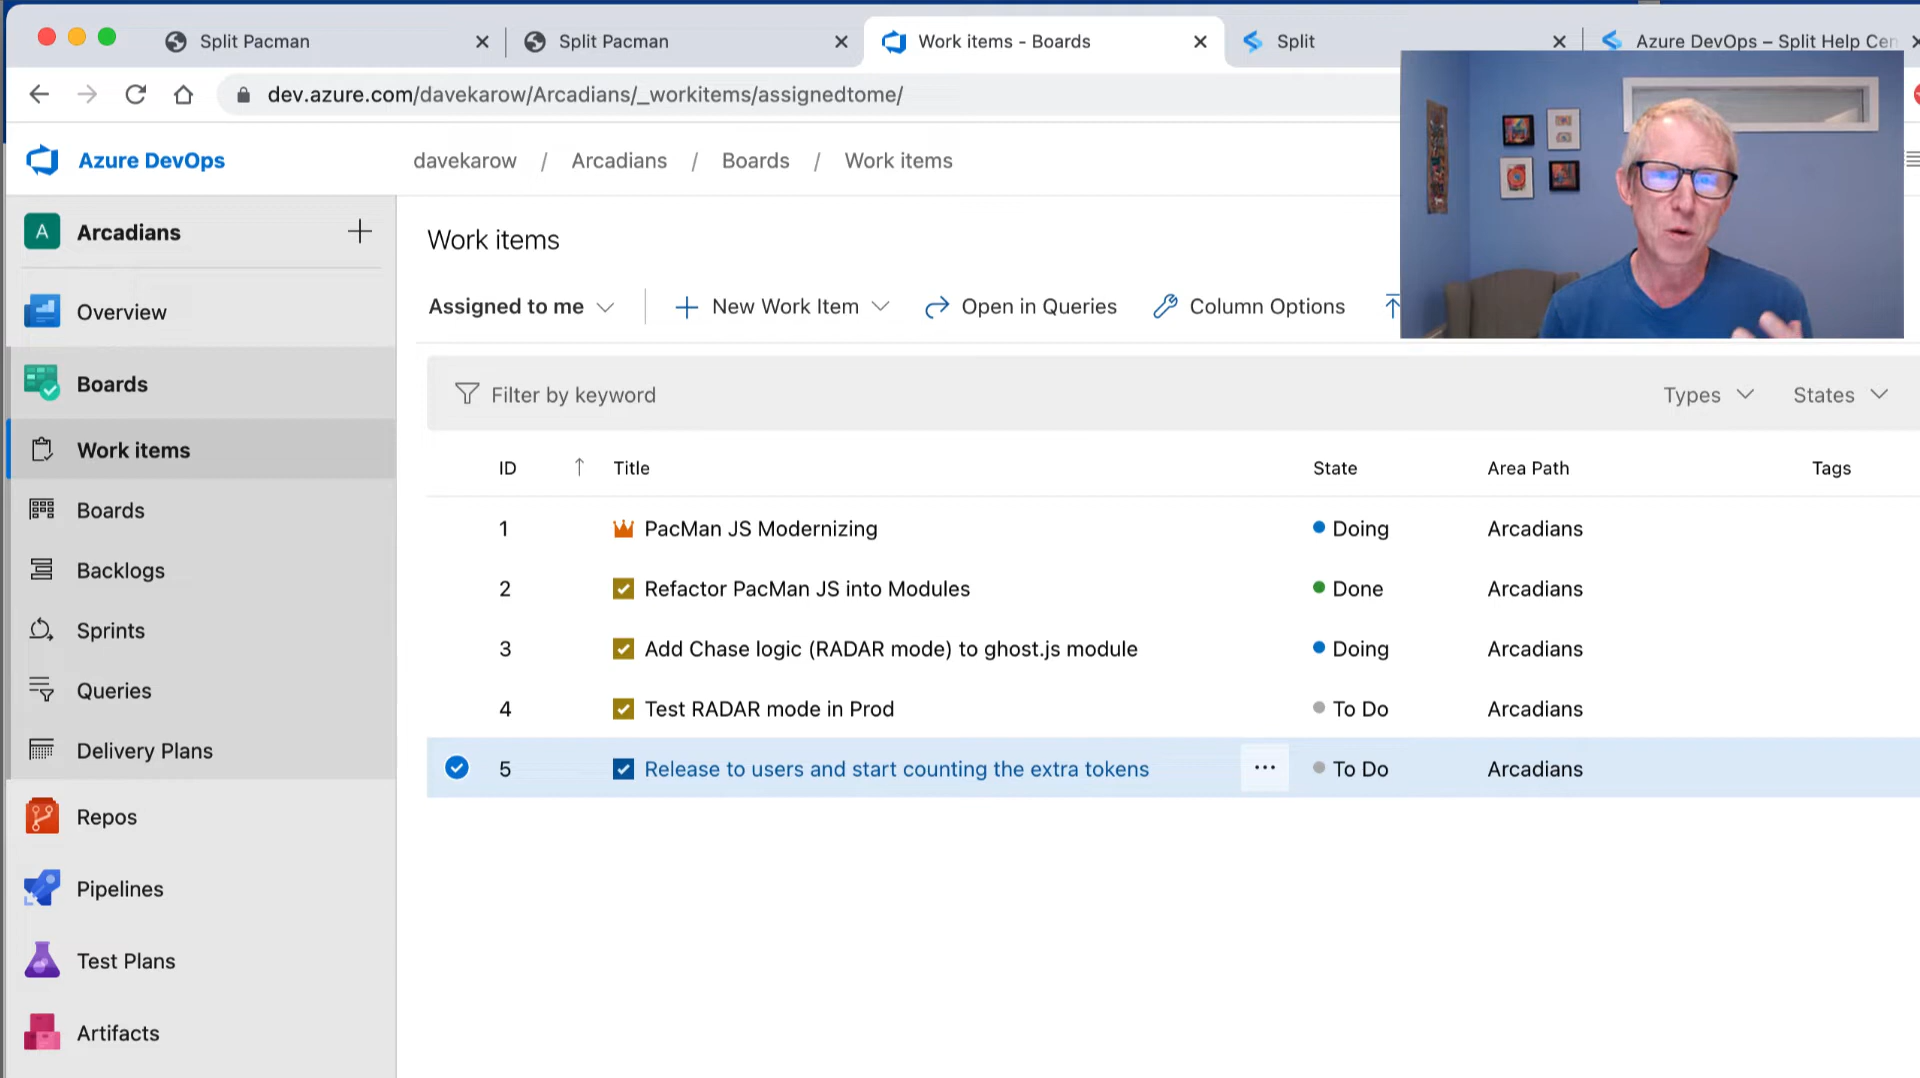 Split Pacman
Split Pacman
Work items - Boards
Split
Azure DevOps – Split Help Cen
dev.azure.com/davekarow/Arcadians/_workitems/assignedtome/
Azure DevOps
davekarow / Arcadians / Boards / Work items
A Arcadians
Overview
Boards
Work items
Boards
Backlogs
Sprints
Queries
Delivery Plans
Repos
Pipelines
Test Plans
Artifacts
Work items
Assigned to me
New Work Item
Open in Queries
Column Options
Filter by keyword
Types
States
ID Title State Area Path Tags
1 PacMan JS Modernizing Doing Arcadians
2 Refactor PacMan JS into Modules Done Arcadians
3 Add Chase logic (RADAR mode) to ghost.js module Doing Arcadians
4 Test RADAR mode in Prod To Do Arcadians
5 Release to users and start counting the extra tokens To Do Arcadians